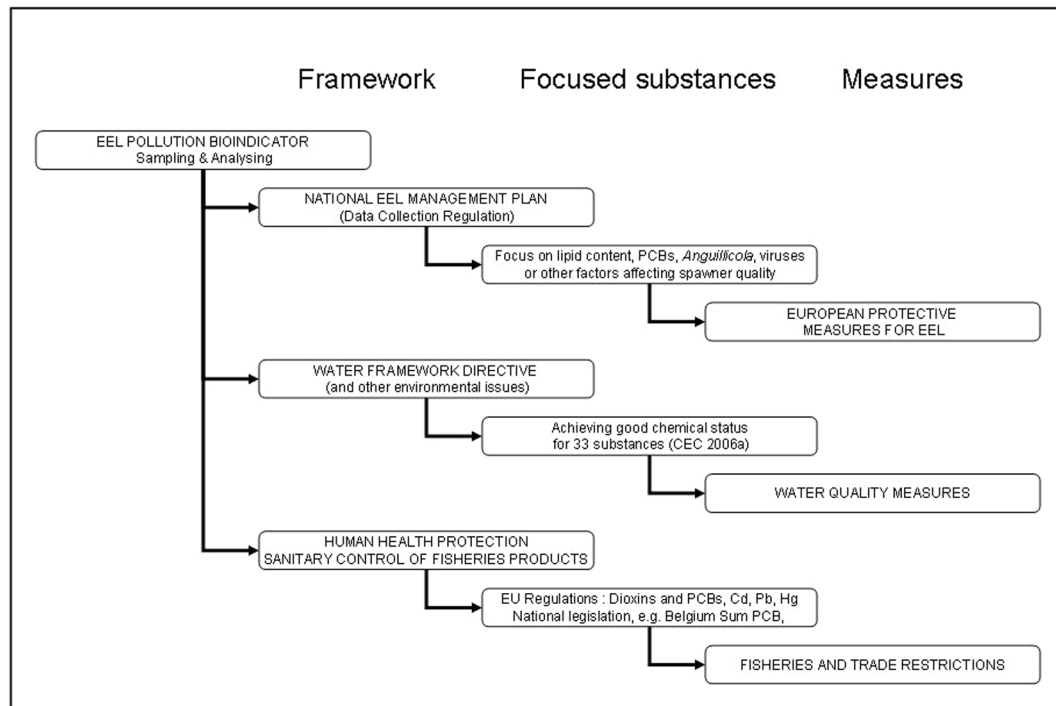 Framework Focused substances Measures
EEL POLLUTION BIOINDICATOR
Sampling & Analysing
NATIONAL EEL MANAGEMENT PLAN
(Data Collection Regulation)
Focus on lipid content, PCBs, Anguillicola, viruses
or other factors affecting spawner quality
EUROPEAN PROTECTIVE
MEASURES FOR EEL
WATER FRAMEWORK DIRECTIVE
(and other environmental issues)
Achieving good chemical status
for 33 substances (CEC 2006a)
WATER QUALITY MEASURES
HUMAN HEALTH PROTECTION
SANITARY CONTROL OF FISHERIES PRODUCTS
EU Regulations : Dioxins and PCBs, Cd, Pb, Hg
National legislation, e.g. Belgium Sum PCB,
FISHERIES AND TRADE RESTRICTIONS